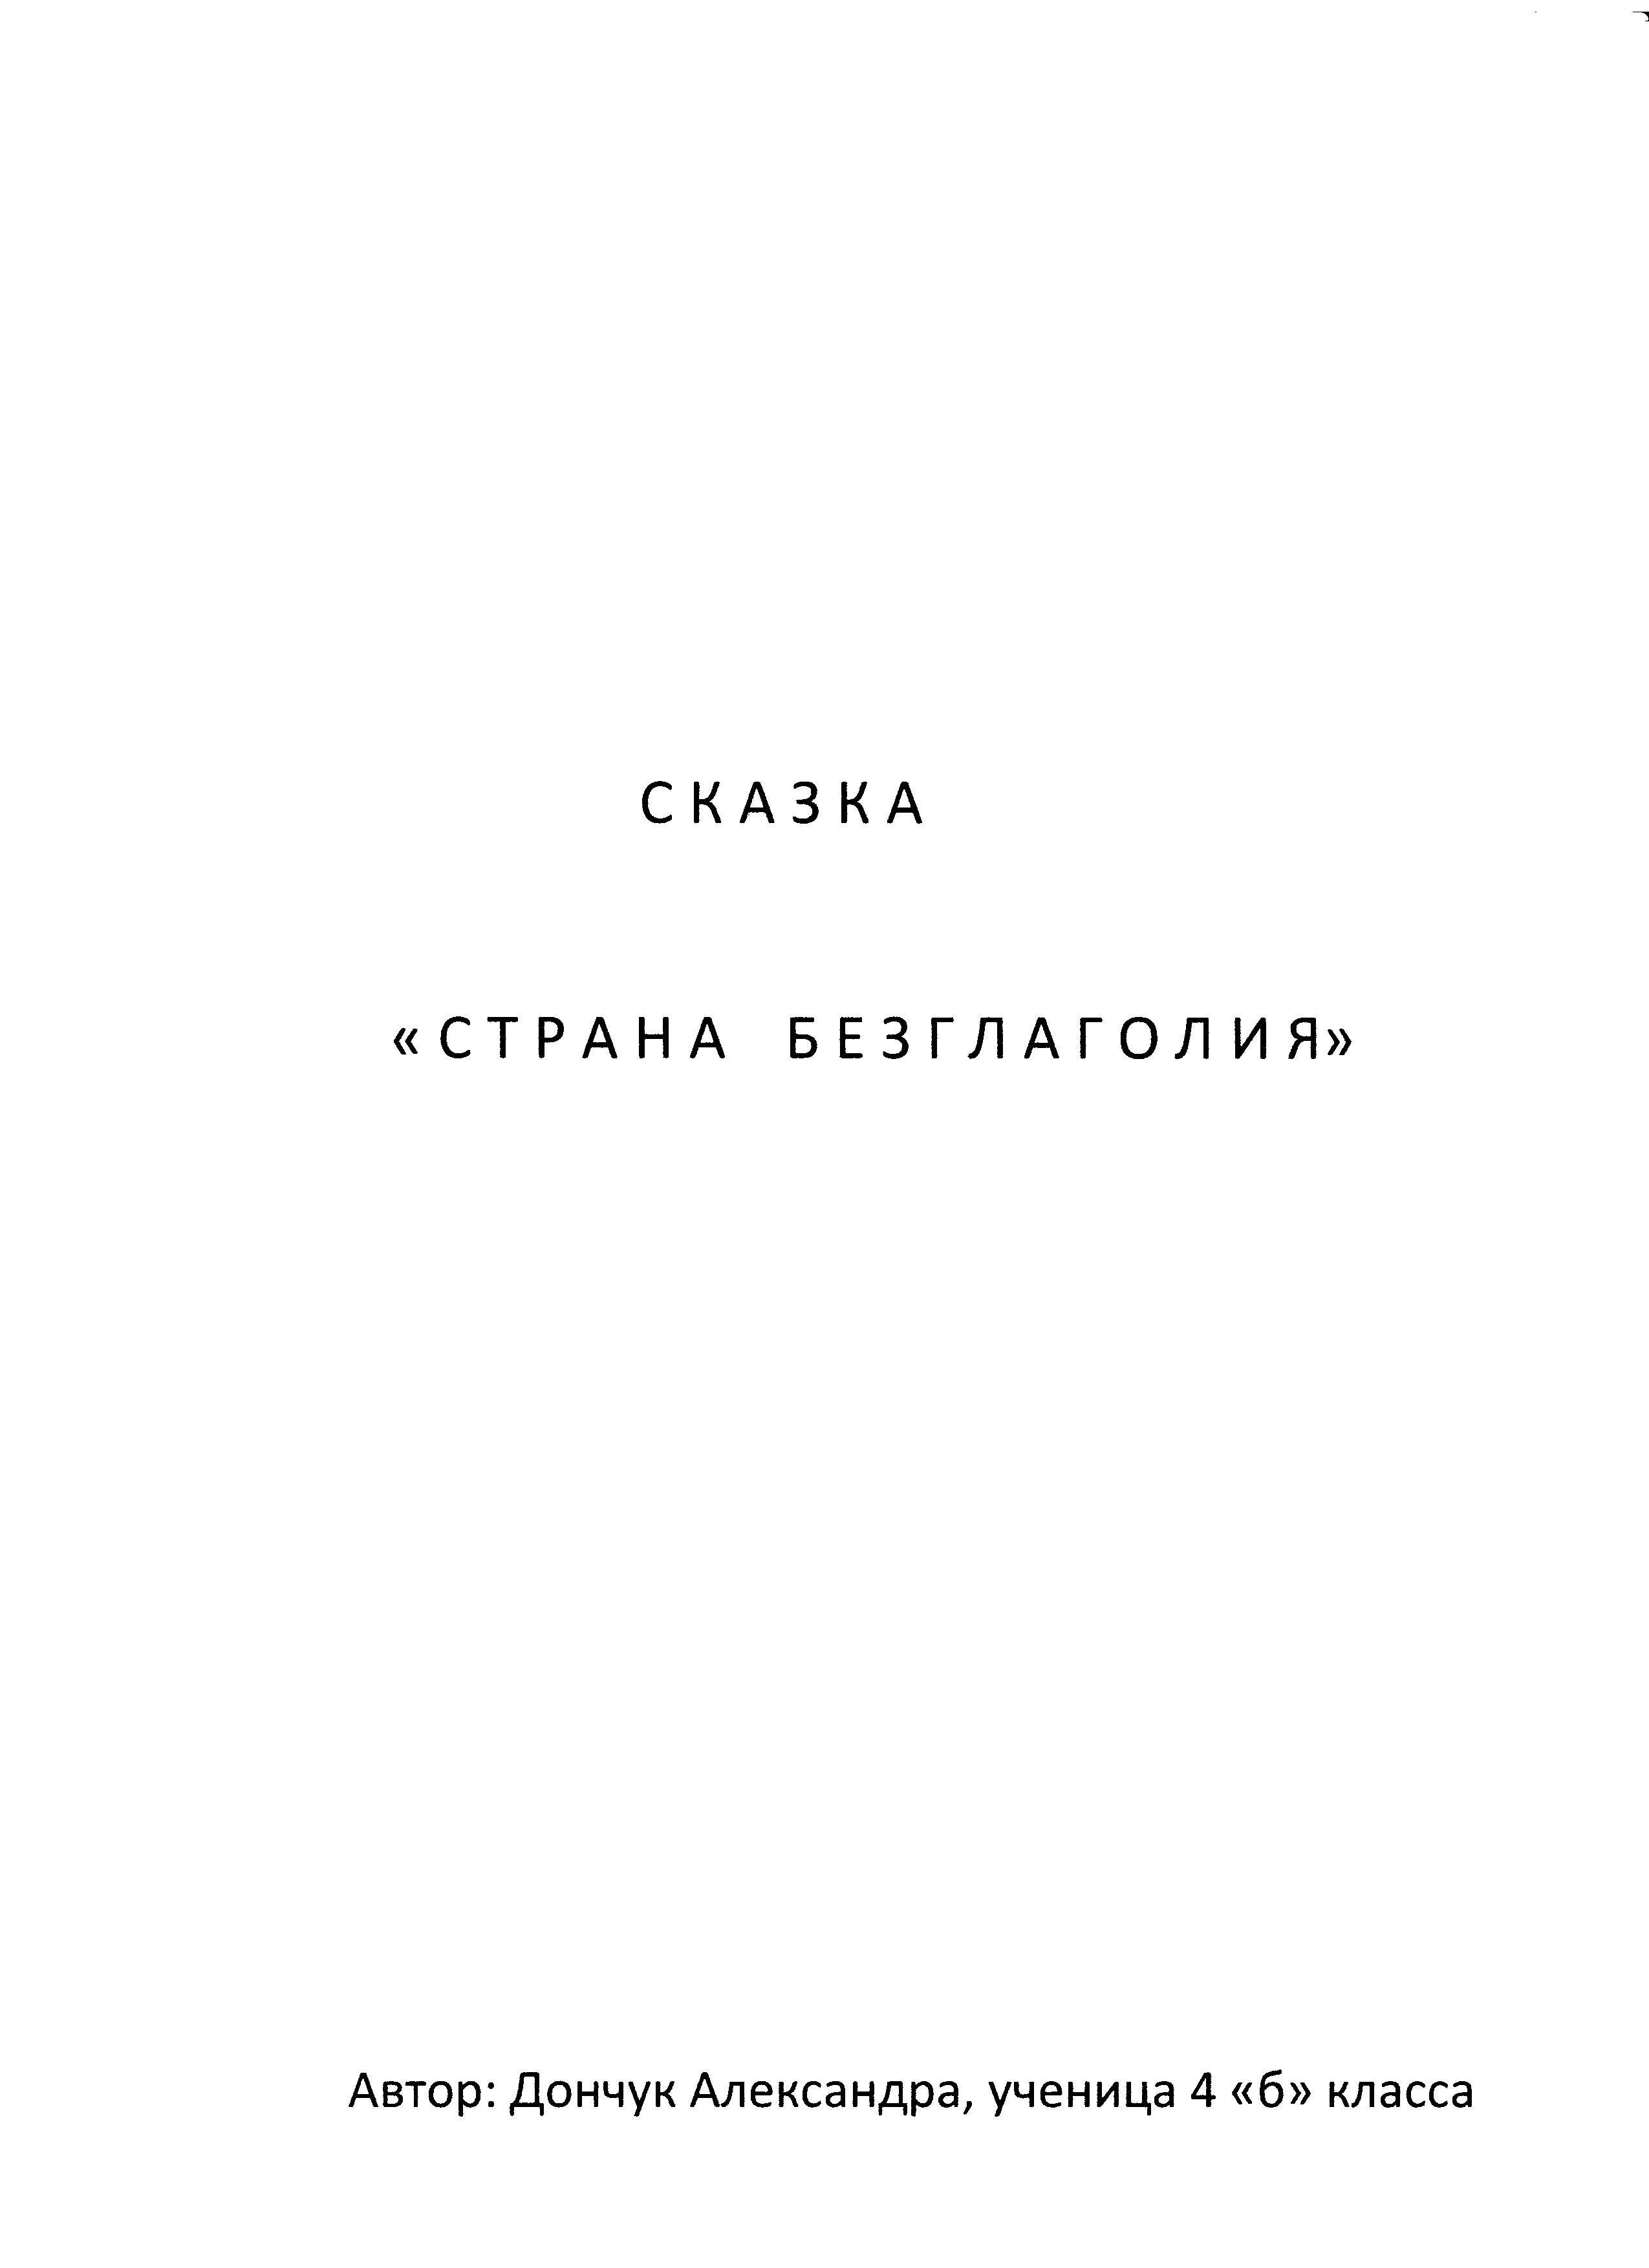 СКАЗКА
«СТРАНА БЕЗГЛАГОЛИЯ»
Автор: Дончук Александра, ученица 4 «б» класса